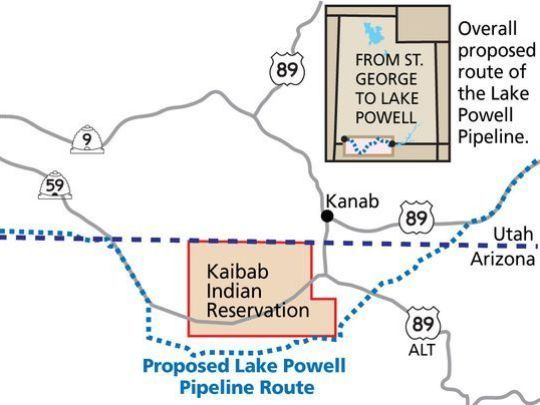 89
FROM ST.
GEORGE
TO LAKE
POWELL
Overall
proposed
route of
the Lake
Powell
Pipeline.
9
59
Kanab
89
Utah
Arizona
Kaibab
Indian
Reservation
89
ALT
Proposed Lake Powell
Pipeline Route